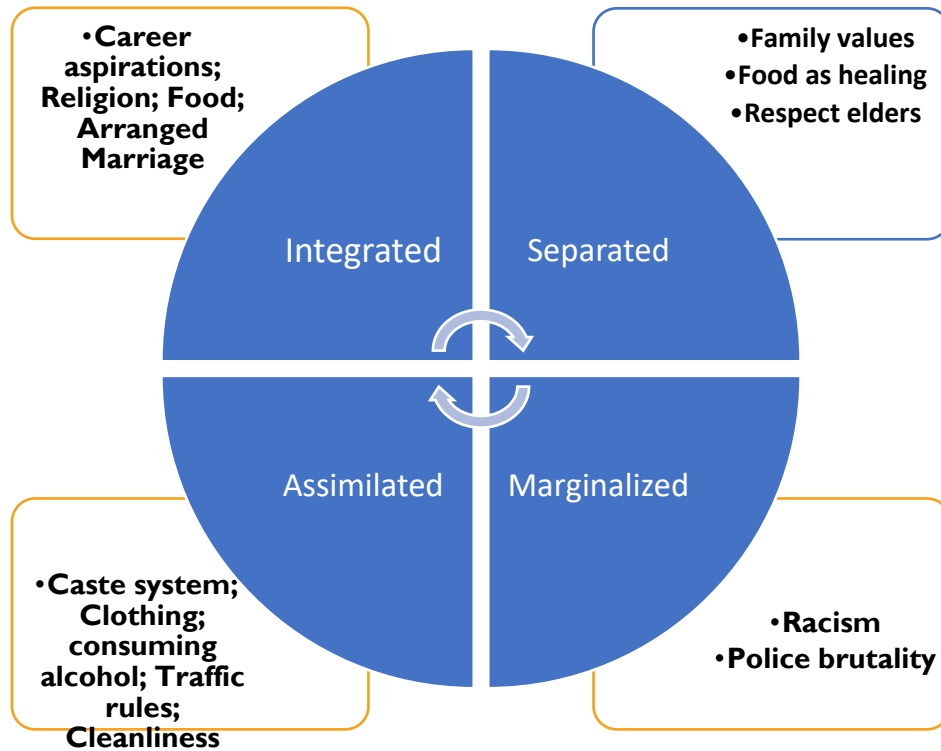 •Career
aspirations;
Religion; Food;
Arranged
Marriage
•Family values
•Food as healing
•Respect elders
Integrated
Separated
Assimilated
Marginalized
•Caste system;
Clothing;
consuming
alcohol; Traffic
rules;
Cleanliness
•Racism
•Police brutality